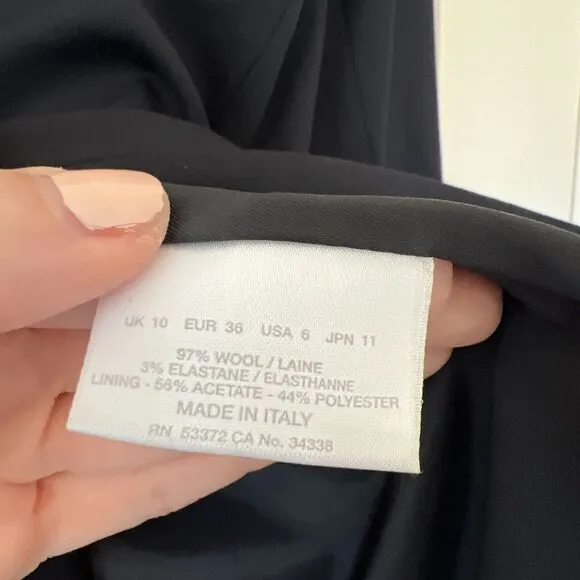 UK 10 EUR 36 USA 6 JPN 11
97% WOOL / LAINE
3% ELASTANE / ELASTHANNE
LINING - 56% ACETATE - 44% POLYESTER
MADE IN ITALY
RN 53372 CA No. 34338